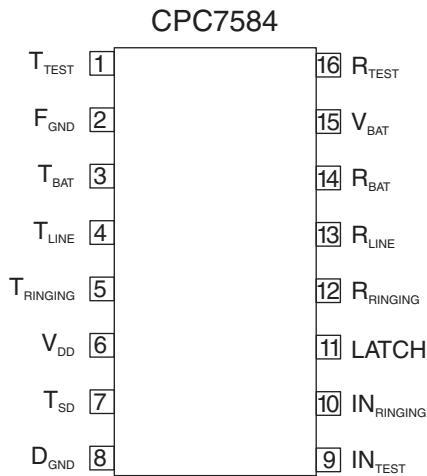 CPC7584
T_TEST 1 16 R_TEST
F_GND 2 15 V_BAT
T_BAT 3 14 R_BAT
T_LINE 4 13 R_LINE
T_RINGING 5 12 R_RINGING
V_DD 6 11 LATCH
T_SD 7 10 IN_RINGING
D_GND 8 9 IN_TEST